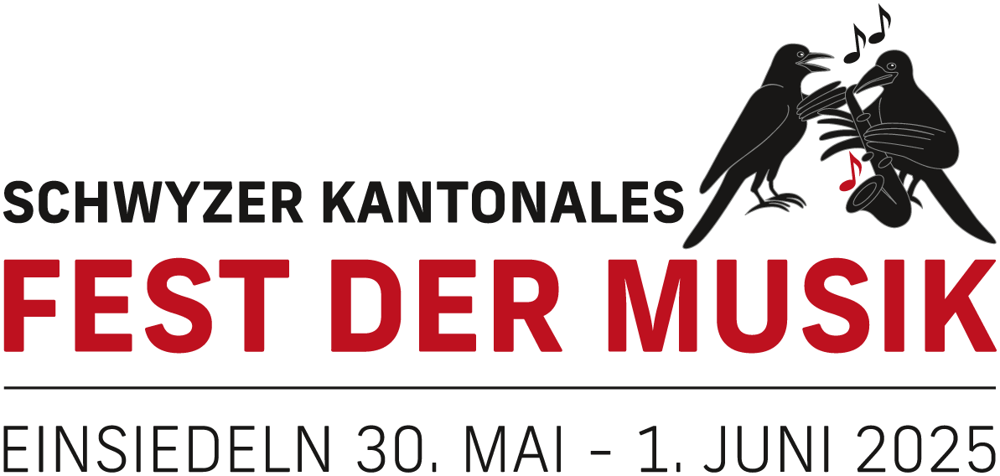 SCHWYZER KANTONALES
FEST DER MUSIK
EINSIEDELN 30. MAI – 1. JUNI 2025